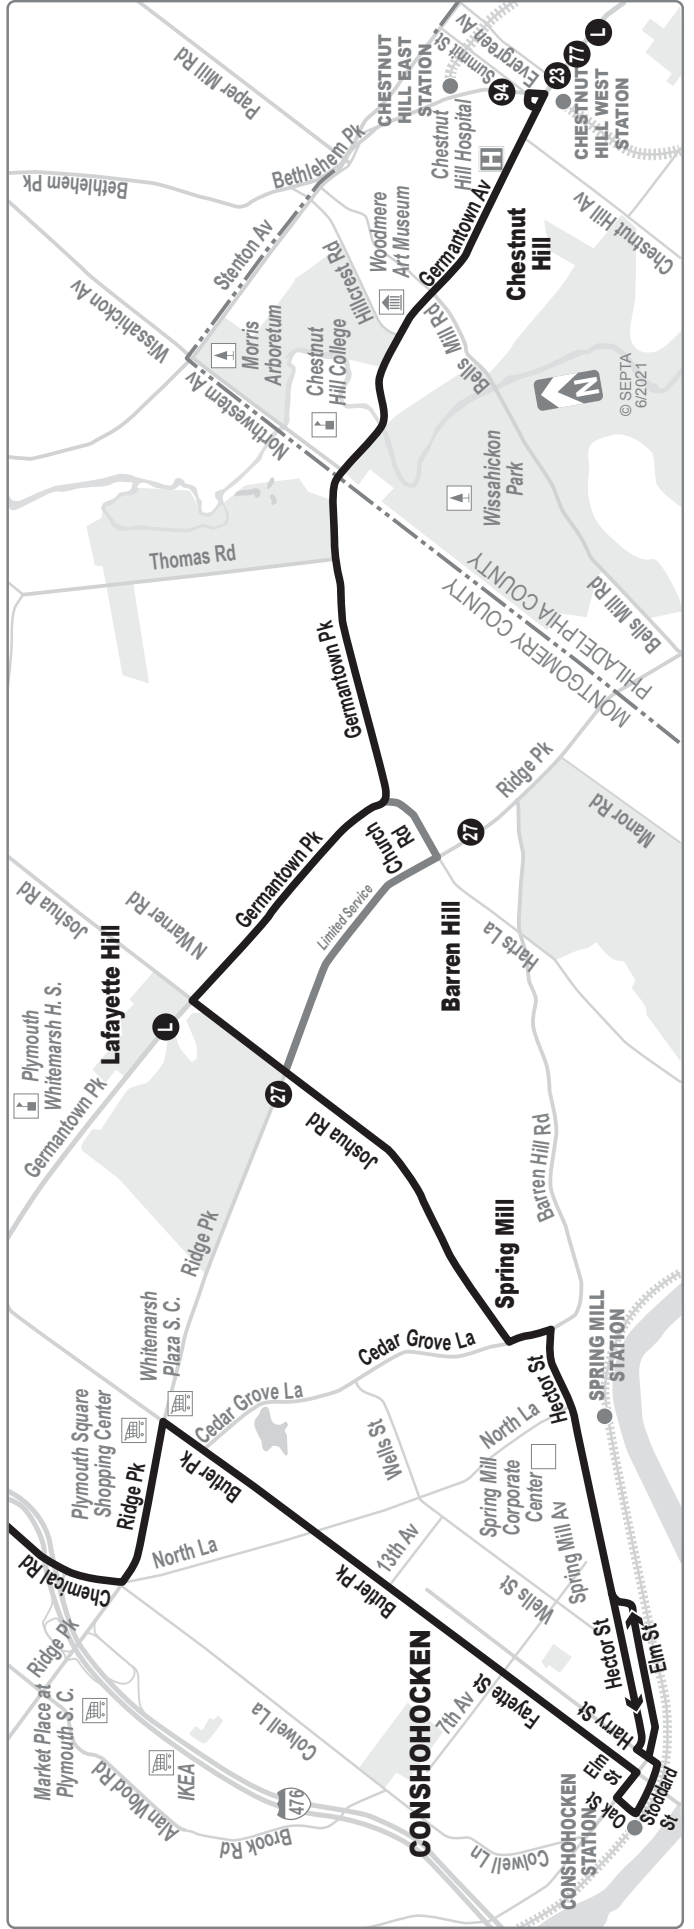 Paper Mill Rd
Bethlehem Pk
Bethlehem Pk
Stenton Av
Wissahickon Av
Northwestern Av
CHESTNUT
HILL EAST
STATION
Summit St
Evergreen Av
94
23
77
L
CHESTNUT
HILL WEST
STATION
Chestnut
Hill Hospital
H
Germantown Av
Woodmere
Art Museum
Hillcrest Rd
Chestnut Hill Av
Chestnut
Hill
Morris
Arboretum
Chestnut
Hill College
Bells Mill Rd
N
© SEPTA
6/2021
Wissahickon
Park
Bells Mill Rd
PHILADELPHIA COUNTY
MONTGOMERY COUNTY
Thomas Rd
Germantown Pk
Ridge Pk
Manor Rd
27
Church
Rd
Limited Service
Germantown Pk
Joshua Rd
N Warner Rd
Lafayette Hill
L
Barren Hill
Harts La
Plymouth
Whitemarsh H. S.
Germantown Pk
27
Joshua Rd
Ridge Pk
Barren Hill Rd
Spring Mill
Whitemarsh
Plaza S. C.
Cedar Grove La
Cedar Grove La
Plymouth Square
Shopping Center
Ridge Pk
Butler Pk
Hector St
SPRING MILL
STATION
North La
Wells St
Spring Mill
Corporate
Center
Chemical Rd
North La
13th Av
Butler Pk
Spring Mill Av
Wells St
Ridge Pk
Market Place at
Plymouth S. C.
IKEA
Alan Wood Rd
Colwell La
CONSHOHOCKEN
7th Av
Fayette St
Hector St
Elm St
Harry St
476
Brook Rd
Colwell Ln
Elm
St
Oak St
Stoddard
St
CONSHOHOCKEN
STATION